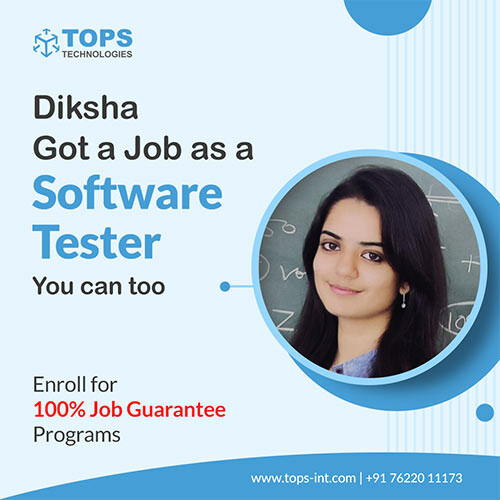 TOPS
TECHNOLOGIES
Diksha
Got a Job as a
Software
Tester
You can too
Enroll for
100% Job Guarantee
Programs
www.tops-int.com | +91 76220 11173